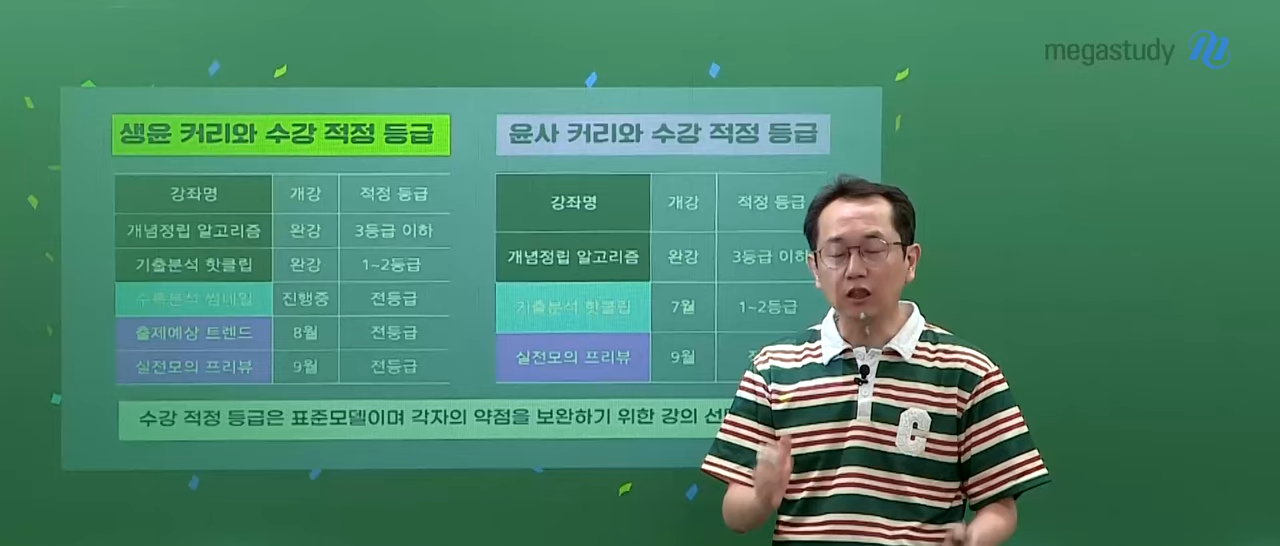 megastudy
생윤 커리와 수강 적정 등급
강좌명 개강 적정 등급
개념정립 알고리즘 완강 3등급 이하
기출분석 핫클립 완강 1~2등급
수특분석 썸네일 진행중 전등급
출제예상 트렌드 8월 전등급
실전모의 프리뷰 9월 전등급
윤사 커리와 수강 적정 등급
강좌명 개강 적정 등급
개념정립 알고리즘 완강 3등급 이하
기출분석 핫클립 7월 1~2등급
실전모의 프리뷰 9월
수강 적정 등급은 표준모델이며 각자의 약점을 보완하기 위한 강의
C